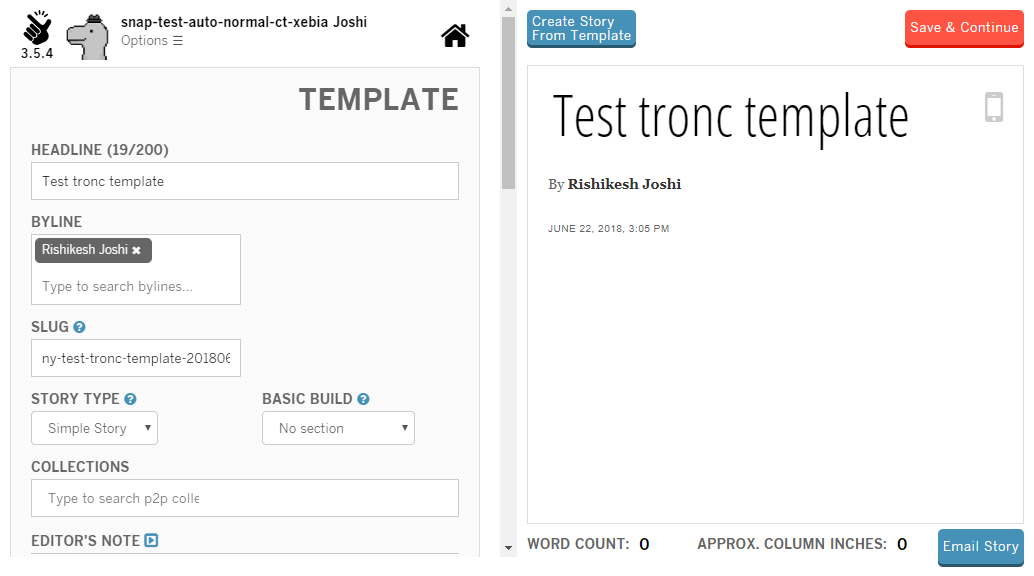 snap-test-auto-normal-ct-xebia Joshi
Options ☰
3.5.4
TEMPLATE
HEADLINE (19/200)
Test tronc template
BYLINE
Rishikesh Joshi ✖
Type to search bylines...
SLUG ?
ny-test-tronc-template-201806
STORY TYPE ? BASIC BUILD ?
Simple Story ▼ No section ▼
COLLECTIONS
Type to search p2p colle
EDITOR'S NOTE
Create Story
From Template
Save & Continue
Test tronc template
By Rishikesh Joshi
JUNE 22, 2018, 3:05 PM
WORD COUNT: 0 APPROX. COLUMN INCHES: 0
Email Story